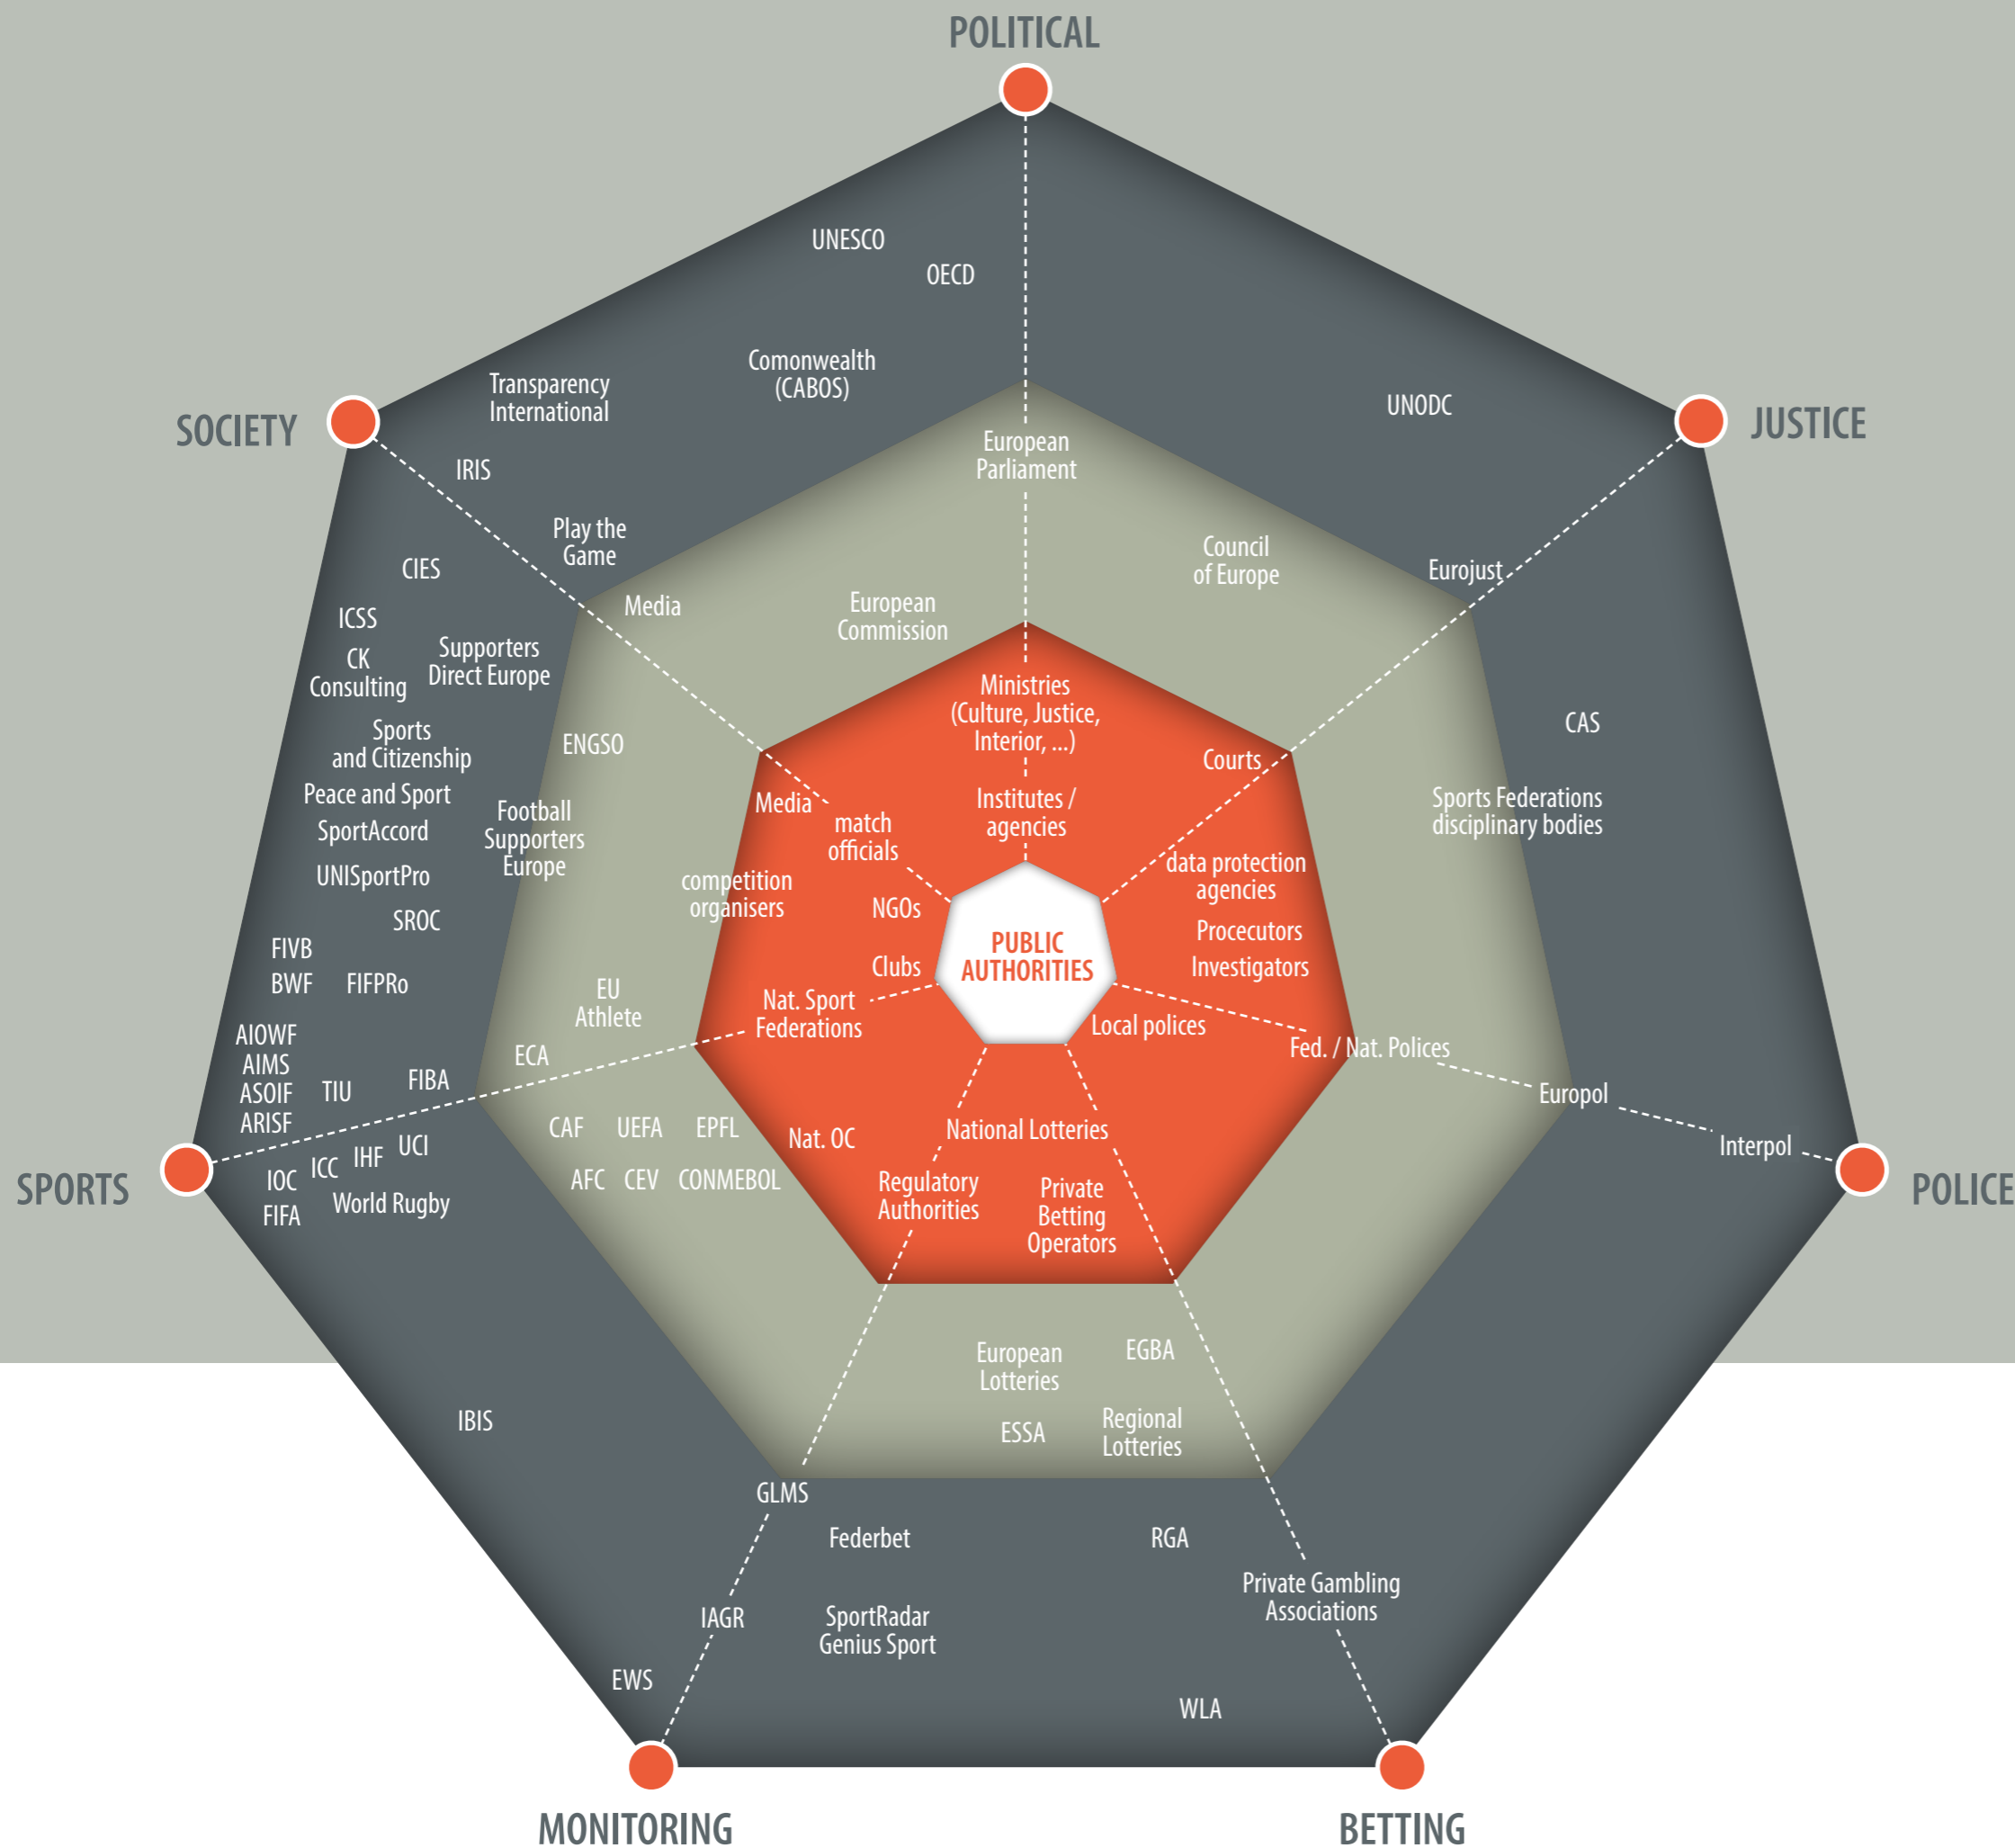 POLITICAL
UNESCO
OECD
Comonwealth
(CABOS)
Transparency
International
UNODC
SOCIETY
JUSTICE
European
Parliament
IRIS
Play the
Game
Council
of Europe
Eurojust
CIES
Media
European
Commission
ICSS
CK
Consulting
Supporters
Direct Europe
Ministries
(Culture, Justice,
Interior, ...)
CAS
Sports
and Citizenship
ENGSO
Courts
Peace and Sport
Media
Institutes /
agencies
Sports Federations
disciplinary bodies
SportAccord
Football
Supporters
Europe
match
officials
data protection
agencies
UNISportPro
competition
organisers
NGOs
SROC
Procecutors
FIVB
PUBLIC
AUTHORITIES
Clubs
Investigators
BWF
FIFPRo
EU
Athlete
Nat. Sport
Federations
Local polices
AIOWF
AIMS
ASOIF
ARISF
ECA
Fed. / Nat. Polices
TIU
FIBA
Europol
CAF
UEFA
EPFL
Nat. OC
National Lotteries
UCI
IHF
ICC
Interpol
IOC
FIFA
World Rugby
AFC
CEV
CONMEBOL
SPORTS
POLICE
Regulatory
Authorities
Private
Betting
Operators
European
Lotteries
EGBA
IBIS
ESSA
Regional
Lotteries
GLMS
Federbet
RGA
Private Gambling
Associations
IAGR
SportRadar
Genius Sport
EWS
WLA
MONITORING
BETTING